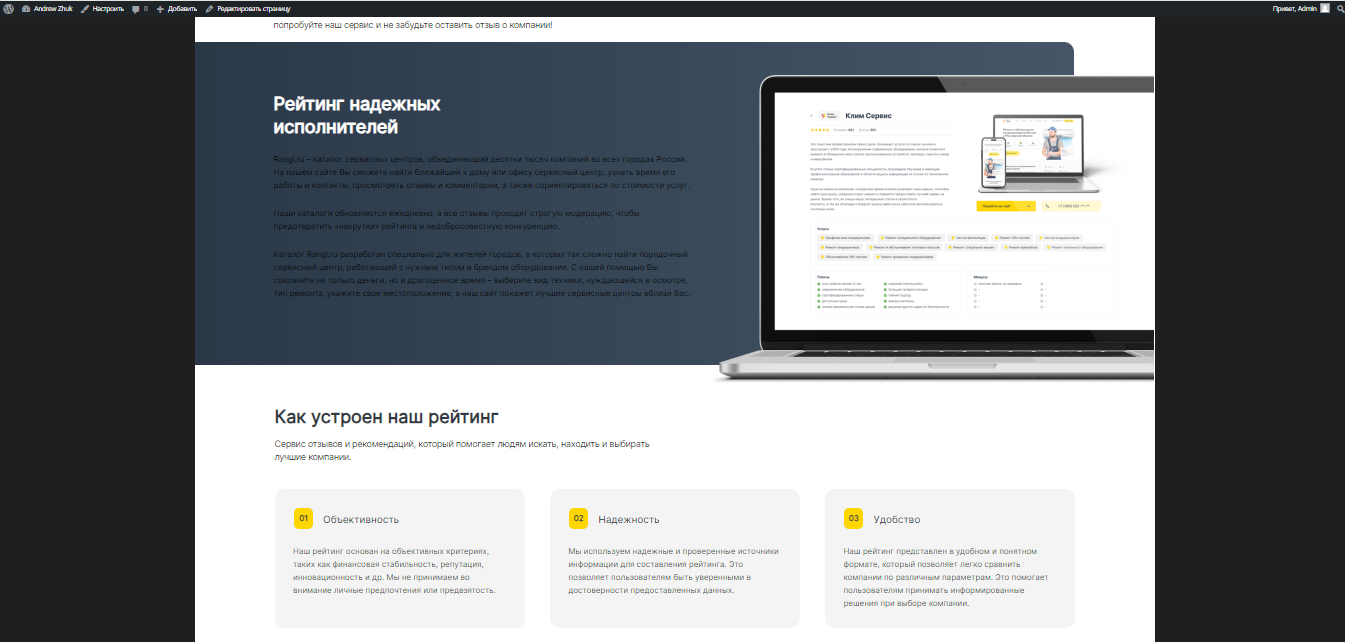 Andrew Zhuk
Настроить
0
Добавить
Редактировать страницу
Привет, Admin
попробуйте наш сервис и не забудьте оставить отзыв о компании!
Рейтинг надежных
исполнителей
Rangi.ru – каталог сервисных центров, объединяющий десятки тысяч компаний во всех городах России.
На нашем сайте Вы сможете найти ближайший к дому или офису сервисный центр, узнать время его
работы и контакты, просмотреть отзывы и комментарии, а также сориентироваться по стоимости услуг.
Наши каталоги обновляются ежедневно, а все отзывы проходят строгую модерацию, чтобы
предотвратить «накрутки» рейтинга и недобросовестную конкуренцию.
Каталог Rangi.ru разработан специально для жителей городов, в которых так сложно найти порядочный
сервисный центр, работающий с нужным типом и брендом оборудования. С нашей помощью Вы
сохраните не только деньги, но и драгоценное время – выберите вид техники, нуждающейся в осмотре,
тип ремонта, укажите свое местоположение, а наш сайт покажет лучшие сервисные центры вблизи Вас.
Клим Сервис
Перейти на сайт
Услуги
Плюсы
Минусы
Как устроен наш рейтинг
Сервис отзывов и рекомендаций, который помогает людям искать, находить и выбирать
лучшие компании.
01 Объективность
Наш рейтинг основан на объективных критериях,
таких как финансовая стабильность, репутация,
инновационность и др. Мы не принимаем во
внимание личные предпочтения или предвзятость.
02 Надежность
Мы используем надежные и проверенные источники
информации для составления рейтинга. Это
позволяет пользователям быть уверенными в
достоверности предоставленных данных.
03 Удобство
Наш рейтинг представлен в удобном и понятном
формате, который позволяет легко сравнить
компании по различным параметрам. Это помогает
пользователям принимать информированные
решения при выборе компании.